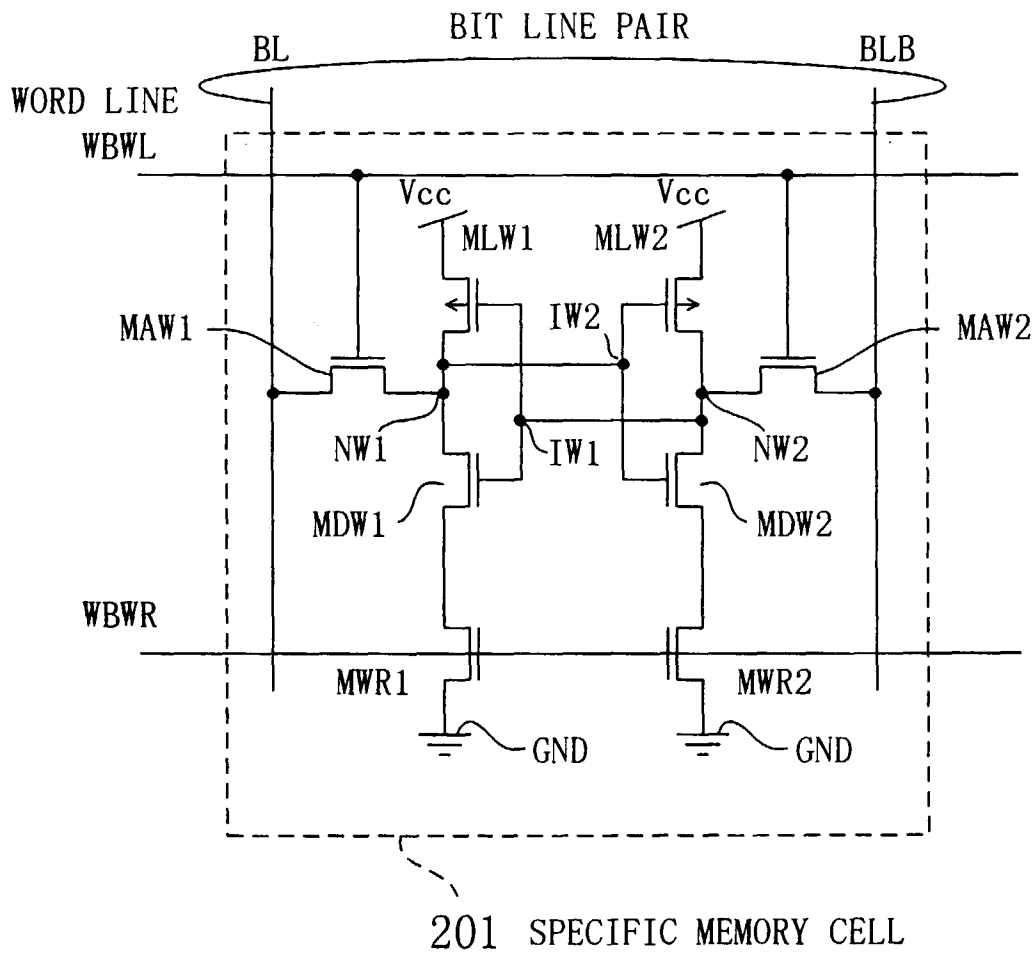 BIT LINE PAIR
BL
BLB
WORD LINE
WBWL
Vcc
Vcc
MLW1
MLW2
MAW1
IW2
MAW2
NW1
IW1
NW2
MDW1
MDW2
WBWR
MWR1
MWR2
GND
GND
201 SPECIFIC MEMORY CELL